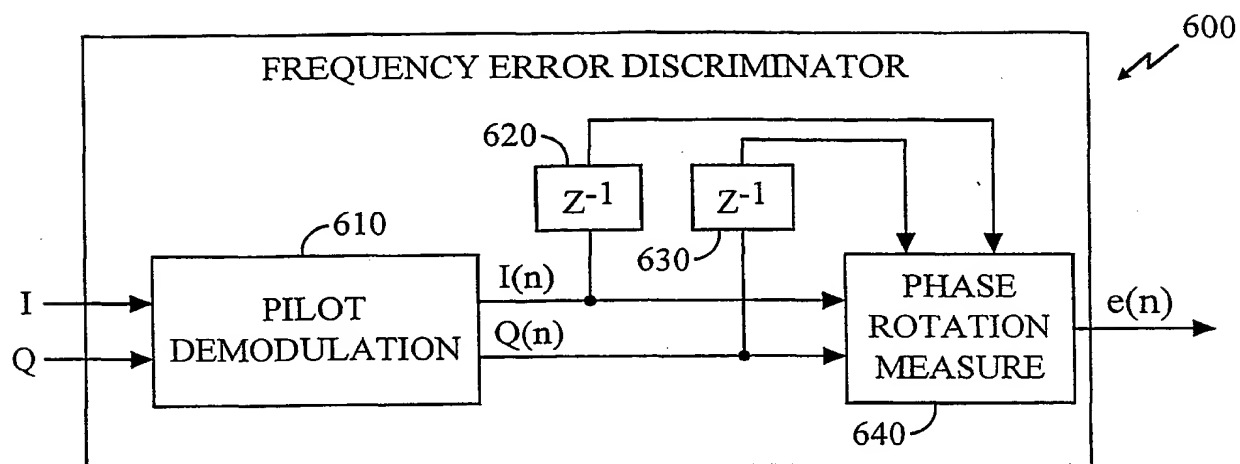 600
FREQUENCY ERROR DISCRIMINATOR
620
Z-1
Z-1
610
630
I
Q
PILOT
DEMODULATION
I(n)
Q(n)
PHASE
ROTATION
MEASURE
e(n)
640